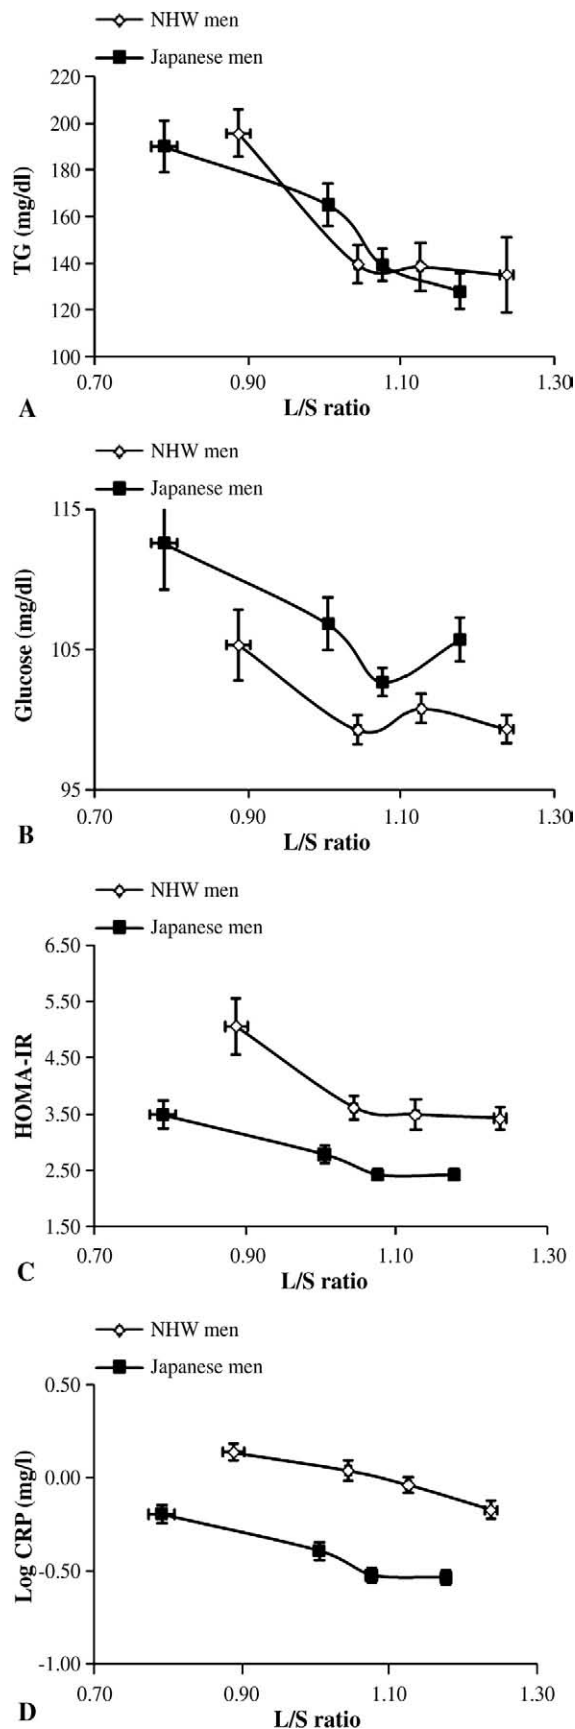 NHW men
Japanese men
220
200
180
160
140
120
100
TG (mg/dl)
0.70 0.90 1.10 1.30
L/S ratio
A
NHW men
Japanese men
115
105
95
Glucose (mg/dl)
0.70 0.90 1.10 1.30
L/S ratio
B
NHW men
Japanese men
6.50
5.50
4.50
3.50
2.50
1.50
HOMA-IR
0.70 0.90 1.10 1.30
L/S ratio
C
NHW men
Japanese men
0.50
0.00
-0.50
-1.00
Log CRP (mg/l)
0.70 0.90 1.10 1.30
L/S ratio
D